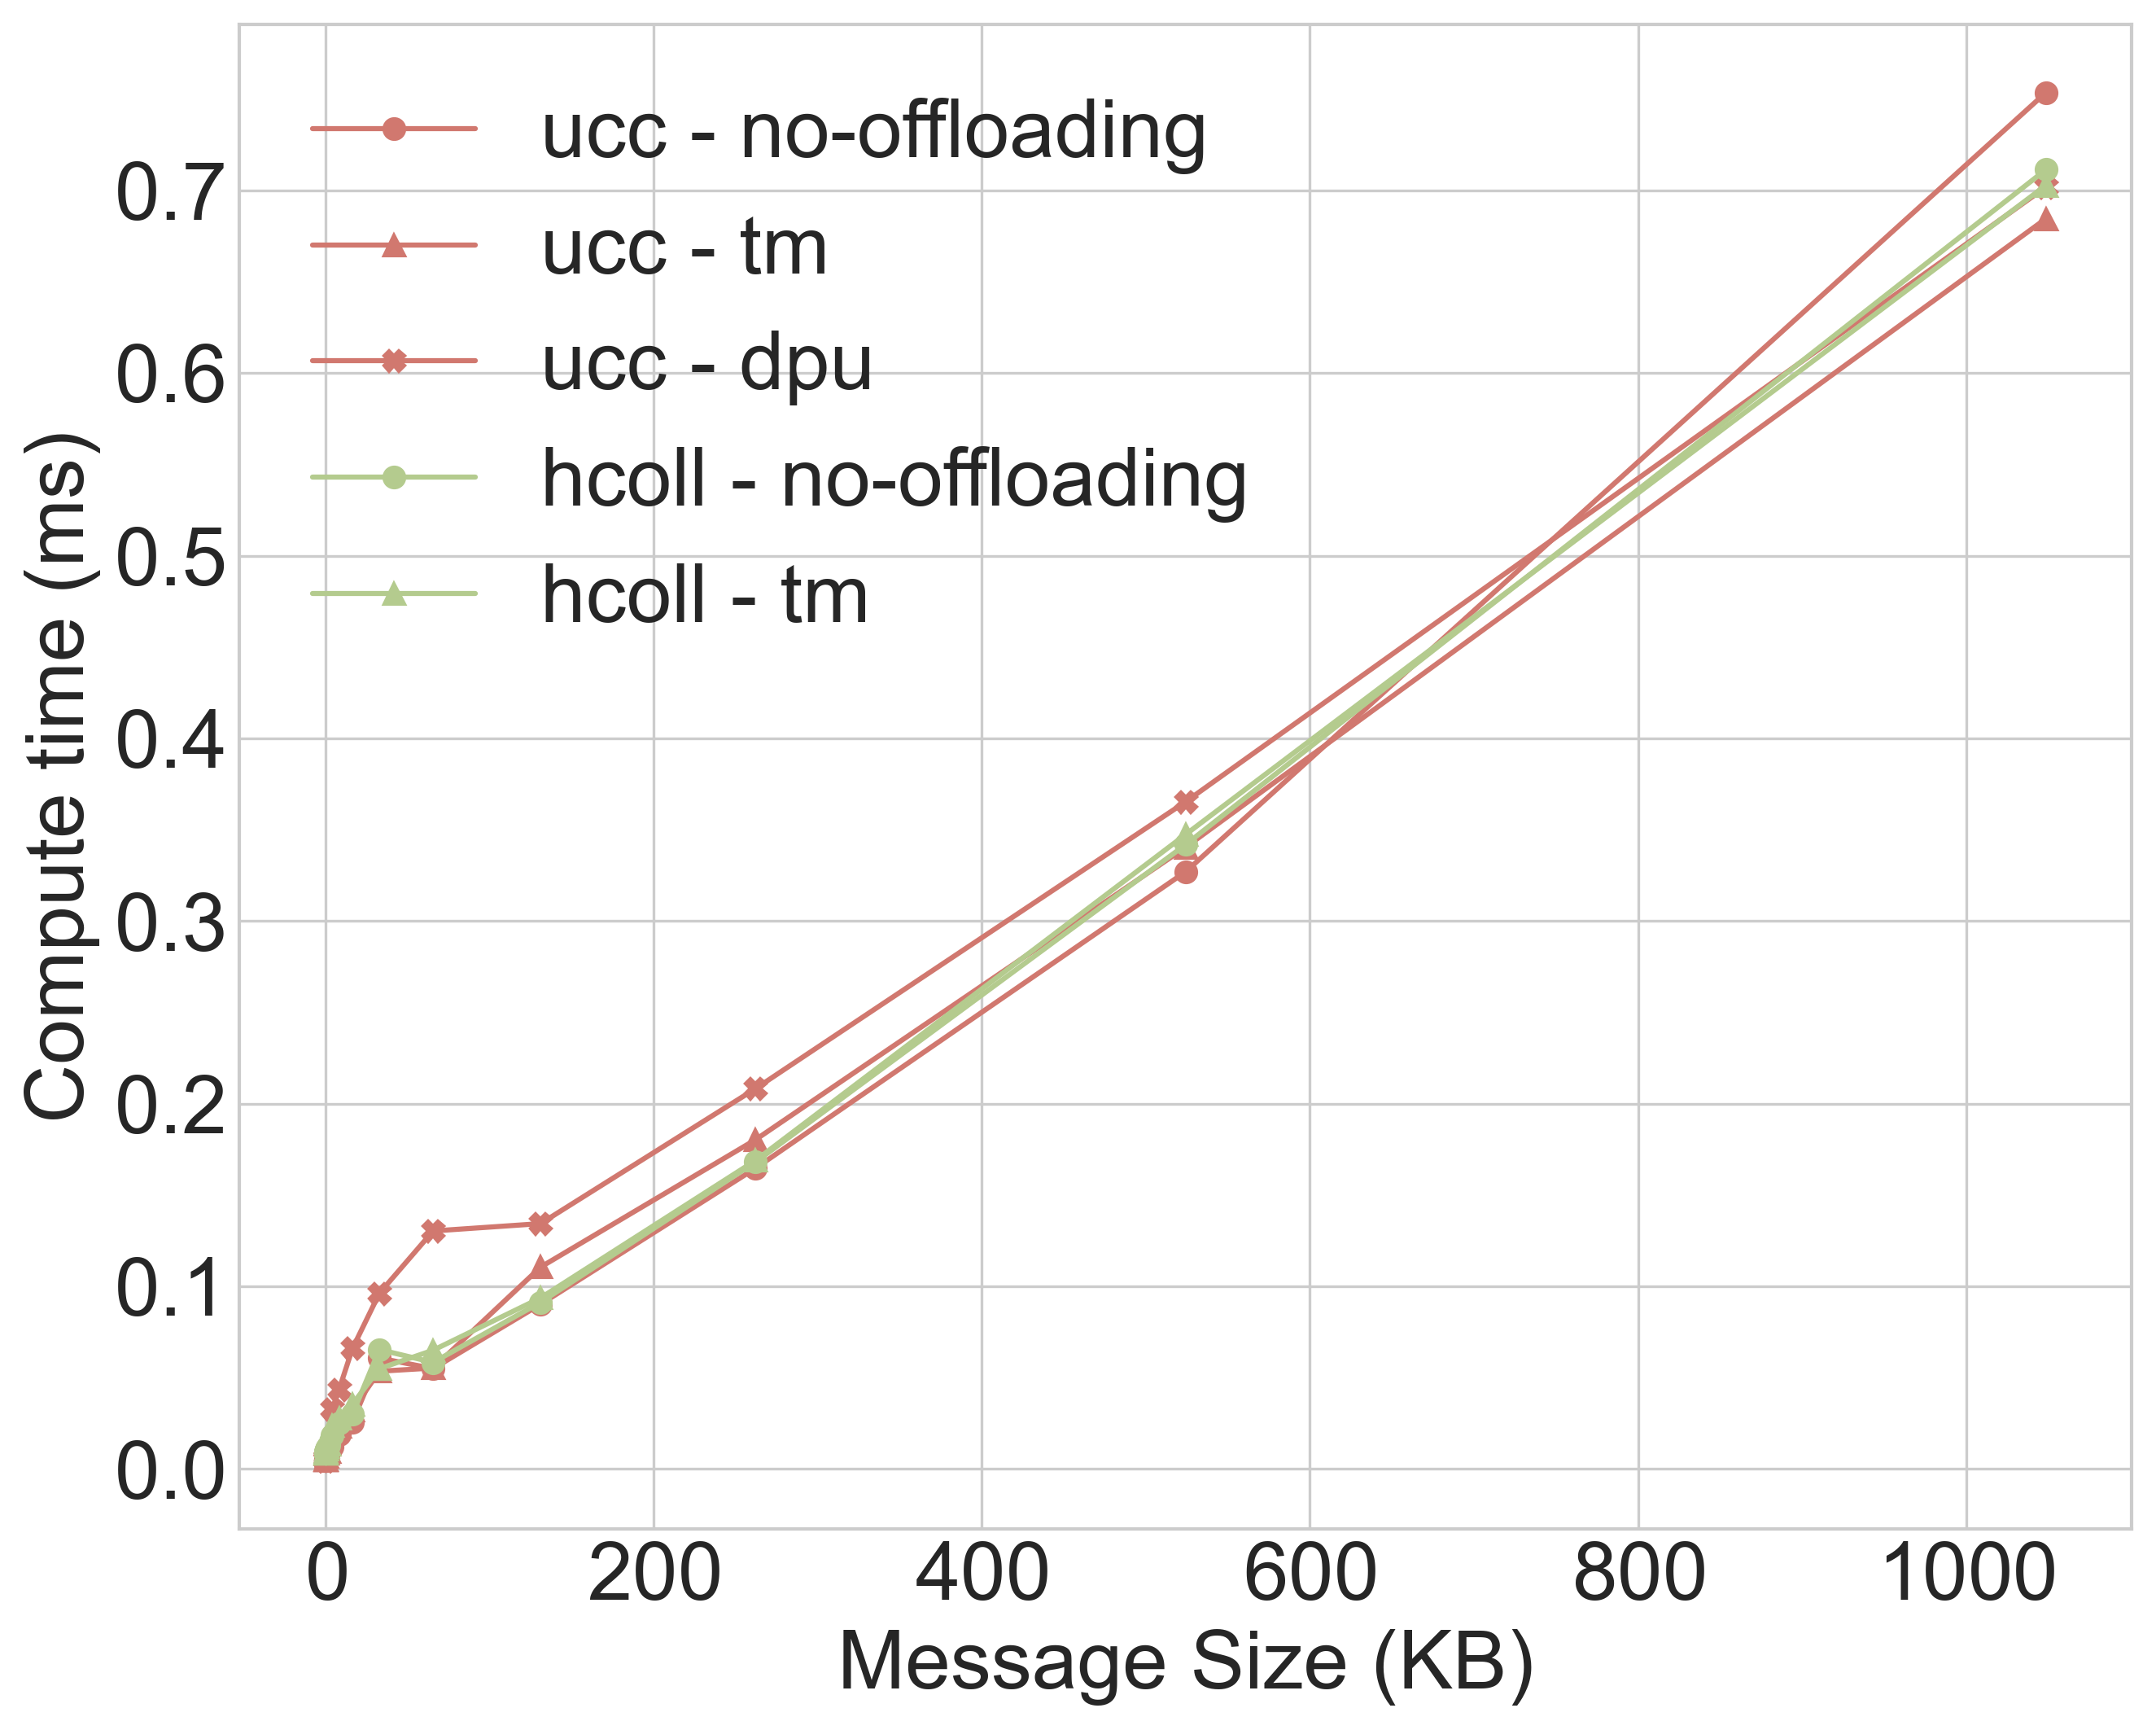 ucc - no-offloading
ucc - tm
ucc - dpu
hcoll - no-offloading
hcoll - tm
Compute time (ms)
0.7
0.6
0.5
0.4
0.3
0.2
0.1
0.0
0 200 400 600 800 1000
Message Size (KB)